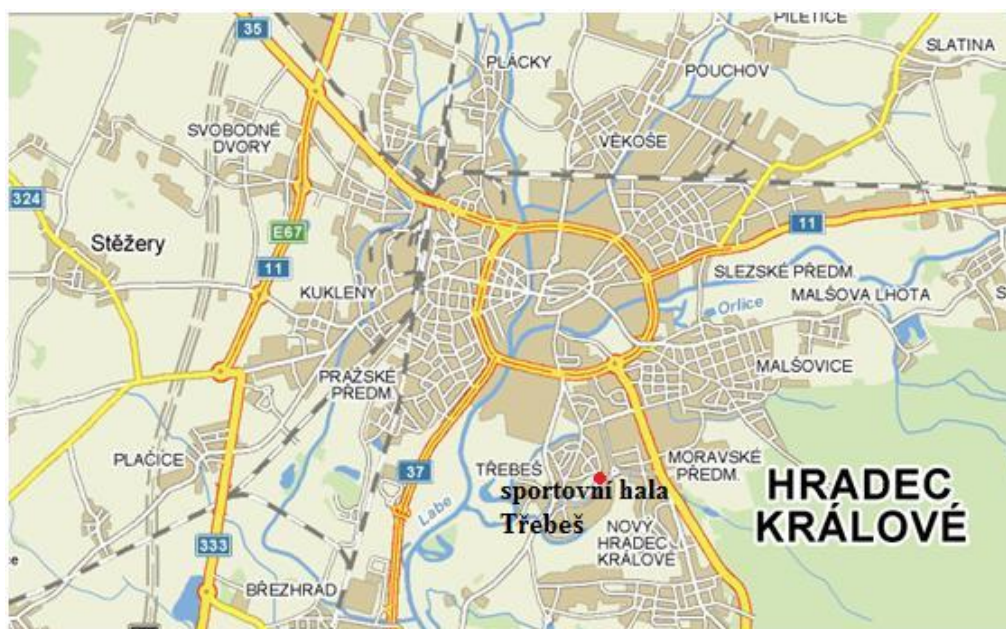 PILETICE
35
PLÁCKY
SLATINA
POUCHOV
SVOBODNÉ
DVORY
VĚKOŠE
324
E67
11
Stěžery
11
SLEZSKÉ PŘEDM.
KUKLENY
MALŠOVA LHOTA
Orlice
MALŠOVICE
PRAŽSKÉ
PŘEDM.
PLAČICE
37
TŘEBEŠ
MORAVSKÉ
PŘEDM.
sportovní hala
Třebeš
HRADEC
KRÁLOVÉ
Labe
NOVÝ
HRADEC
KRÁLOVÉ
333
BŘEZHRAD